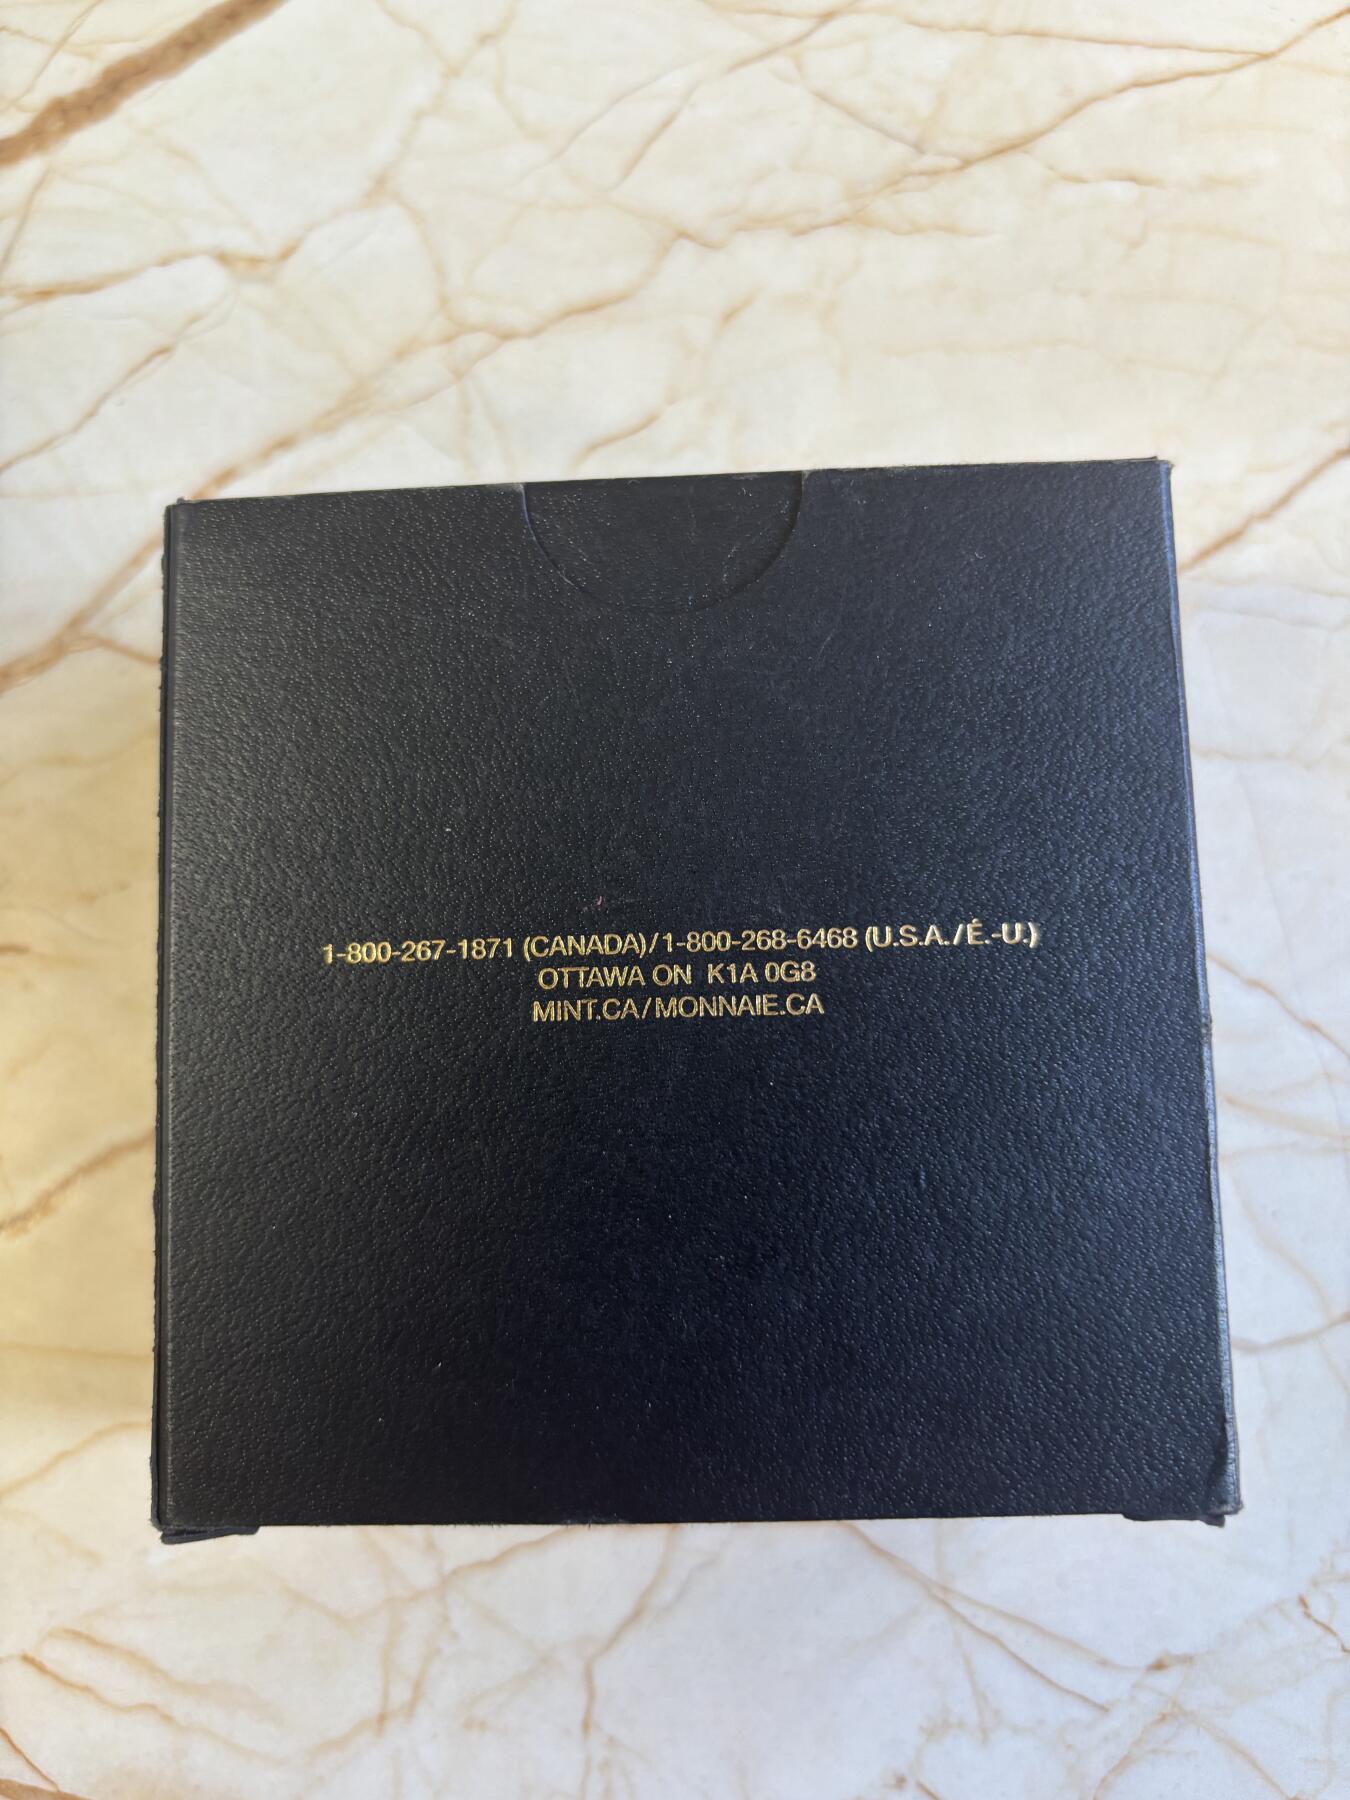 1-800-267-1871 (CANADA)/1-800-268-6468 (U.S.A./É.-U.)
OTTAWA ON K1A 0G8
MINT.CA/MONNAIE.CA